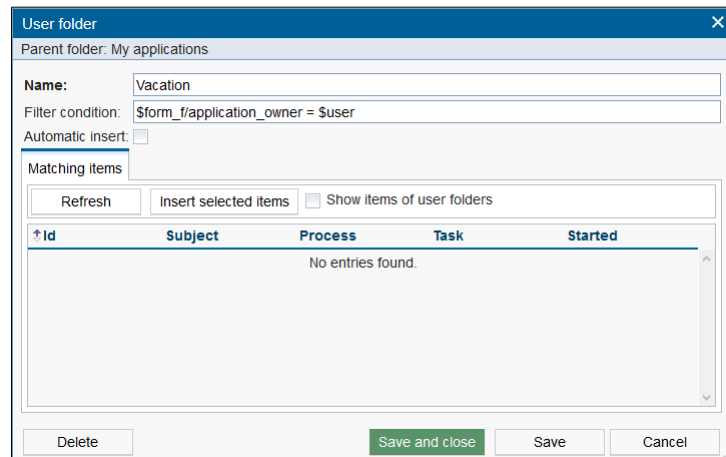 User folder
Parent folder: My applications
Name: Vacation
Filter condition: $form_f/application_owner = $user
Automatic insert:
Matching items
Refresh Insert selected items Show items of user folders
Id Subject Process Task Started
No entries found.
Delete Save and close Save Cancel